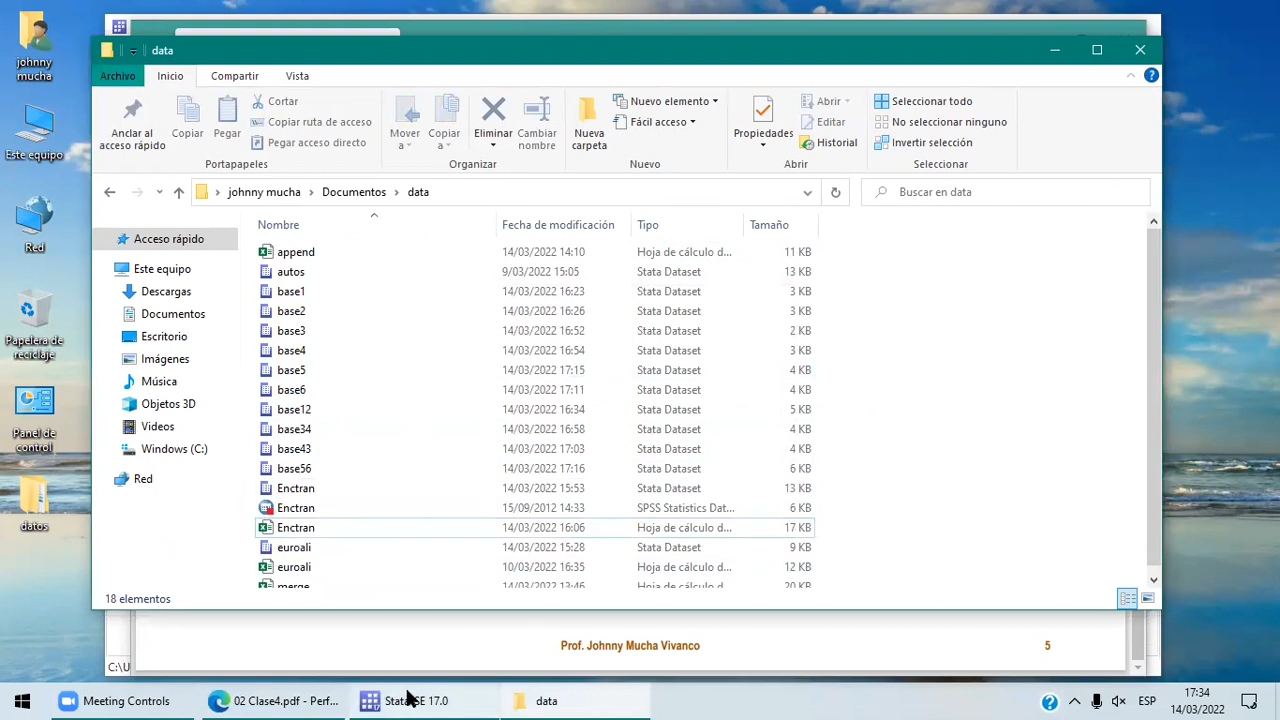 johnny
mucha
Este equipo
Red
Papelera de
reciclaje
Panel de
control
datos
data
Archivo
Inicio
Compartir
Vista
Anclar al
acceso rápido
Copiar
Pegar
Cortar
Copiar ruta de acceso
Pegar acceso directo
Portapapeles
Mover
a
Copiar
a
Eliminar
Cambiar
nombre
Organizar
Nueva
carpeta
Nuevo elemento
Fácil acceso
Nuevo
Propiedades
Abrir
Editar
Historial
Abrir
Seleccionar todo
No seleccionar ninguno
Invertir selección
Seleccionar
johnny mucha > Documentos > data
Buscar en data
Acceso rápido
Este equipo
Descargas
Documentos
Escritorio
Imágenes
Música
Objetos 3D
Videos
Windows (C:)
Red
Nombre Fecha de modificación Tipo Tamaño
append 14/03/2022 14:10 Hoja de cálculo d... 11 KB
autos 9/03/2022 15:05 Stata Dataset 13 KB
base1 14/03/2022 16:23 Stata Dataset 3 KB
base2 14/03/2022 16:26 Stata Dataset 3 KB
base3 14/03/2022 16:52 Stata Dataset 2 KB
base4 14/03/2022 16:54 Stata Dataset 3 KB
base5 14/03/2022 17:15 Stata Dataset 4 KB
base6 14/03/2022 17:11 Stata Dataset 4 KB
base12 14/03/2022 16:34 Stata Dataset 5 KB
base34 14/03/2022 16:58 Stata Dataset 4 KB
base43 14/03/2022 17:03 Stata Dataset 4 KB
base56 14/03/2022 17:16 Stata Dataset 6 KB
Enctran 14/03/2022 15:53 Stata Dataset 13 KB
Enctran 15/09/2012 14:33 SPSS Statistics Dat... 6 KB
Enctran 14/03/2022 16:06 Hoja de cálculo d... 17 KB
euroali 14/03/2022 15:28 Stata Dataset 9 KB
euroali 10/03/2022 16:35 Hoja de cálculo d... 12 KB
merge 14/03/2022 13:46 Hoja de cálculo d... 20 KB
18 elementos
Prof. Johnny Mucha Vivanco 5
C:\U
Meeting Controls
02 Clase4.pdf - Perf...
Stata/SE 17.0
data
ESP
17:34
14/03/2022